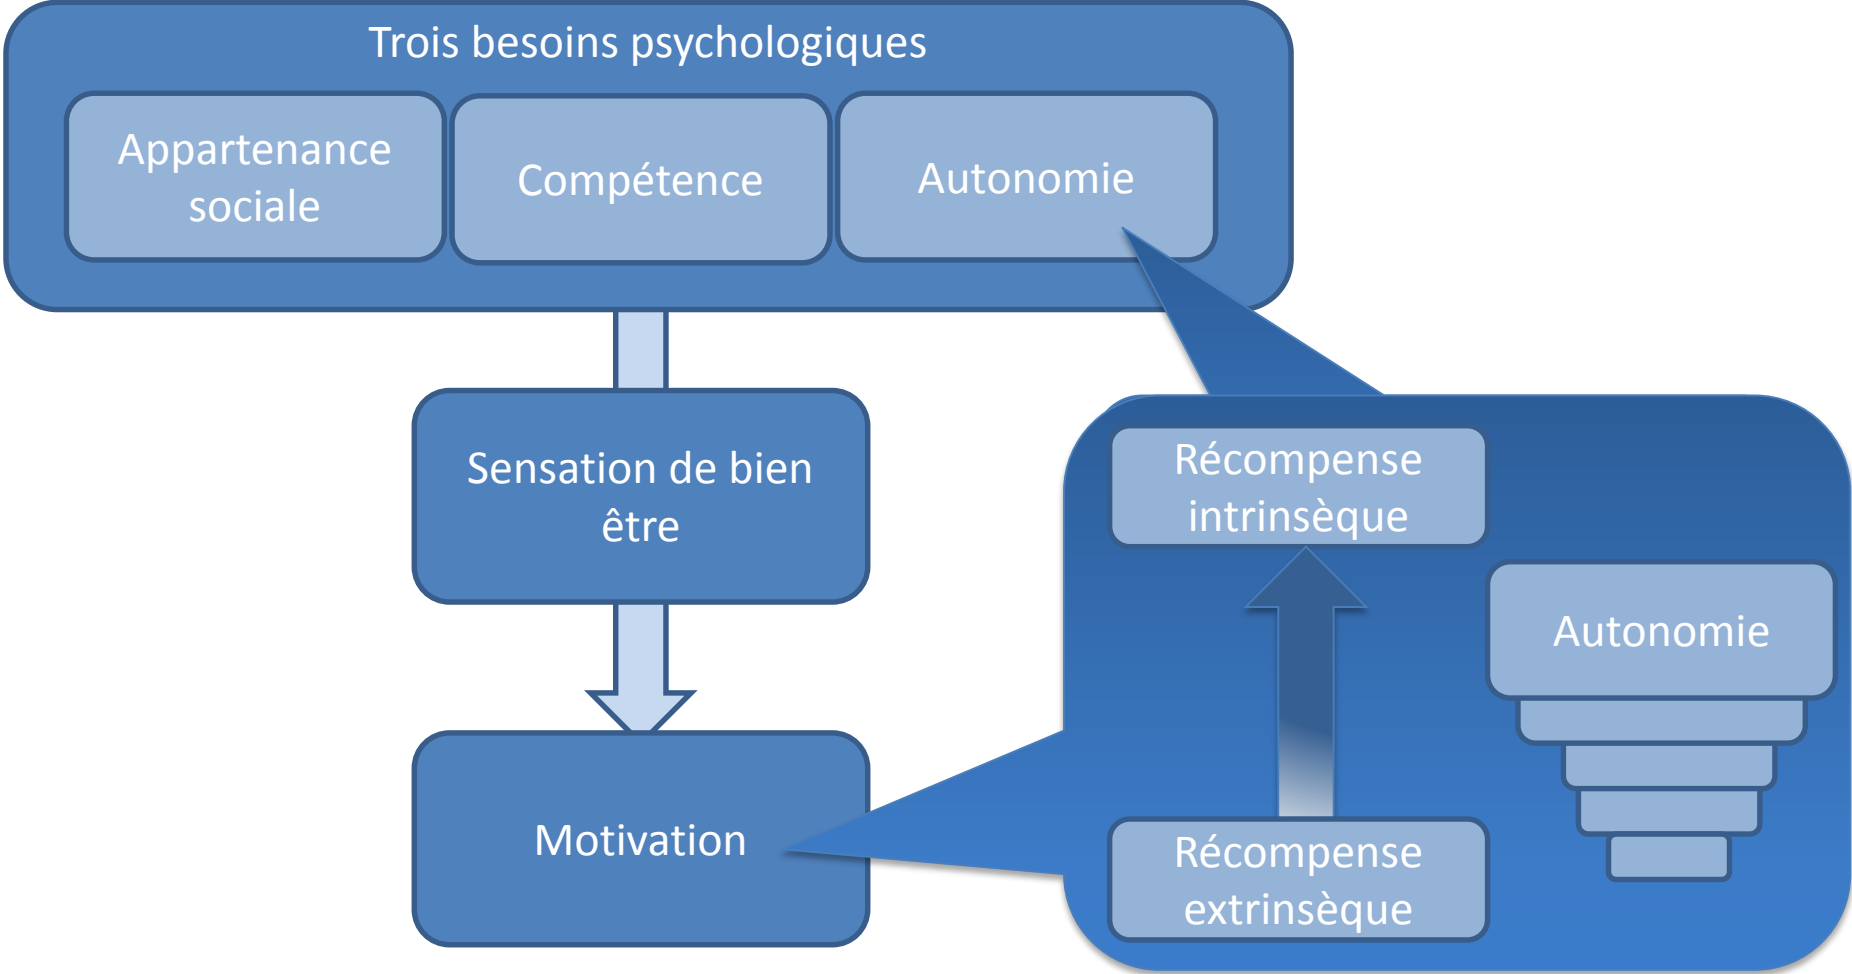 Trois besoins psychologiques
Appartenance
sociale
Compétence
Autonomie
Sensation de bien
être
Motivation
Récompense
intrinsèque
Autonomie
Récompense
extrinsèque